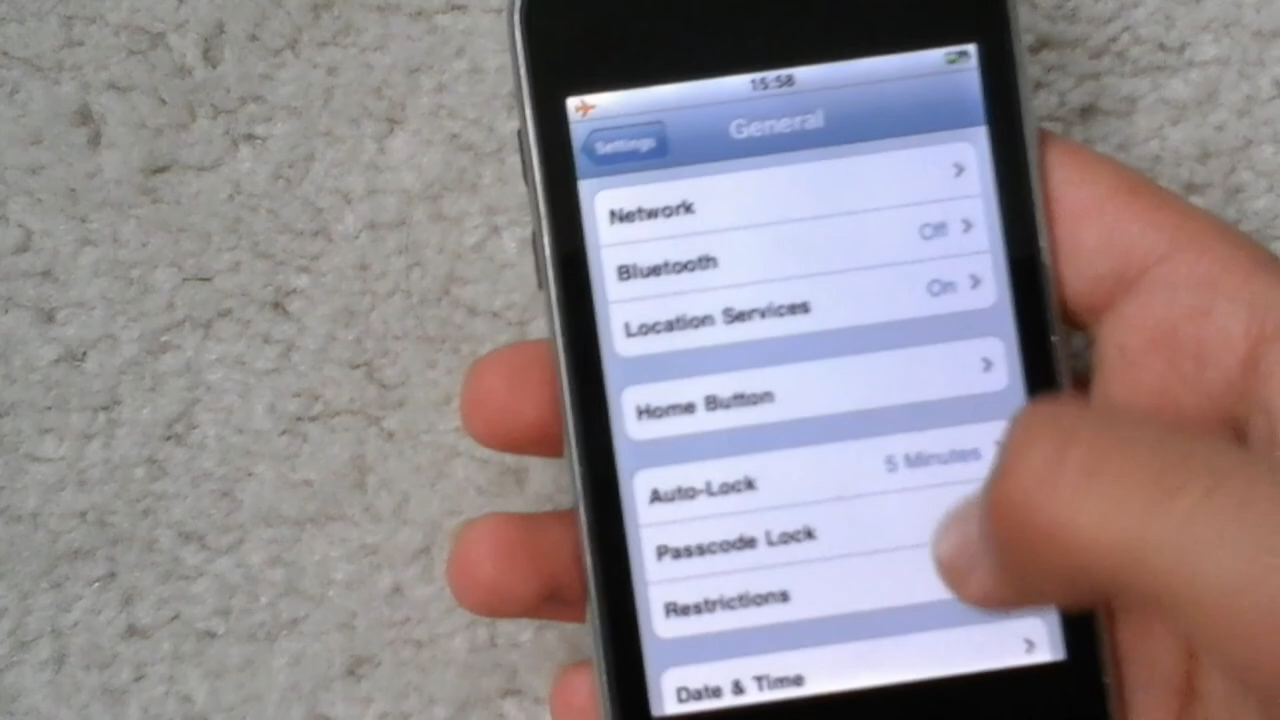 15:58
Settings
General
Network
Bluetooth Off
Location Services On
Home Button
Auto-Lock 5 Minutes
Passcode Lock
Restrictions
Date & Time